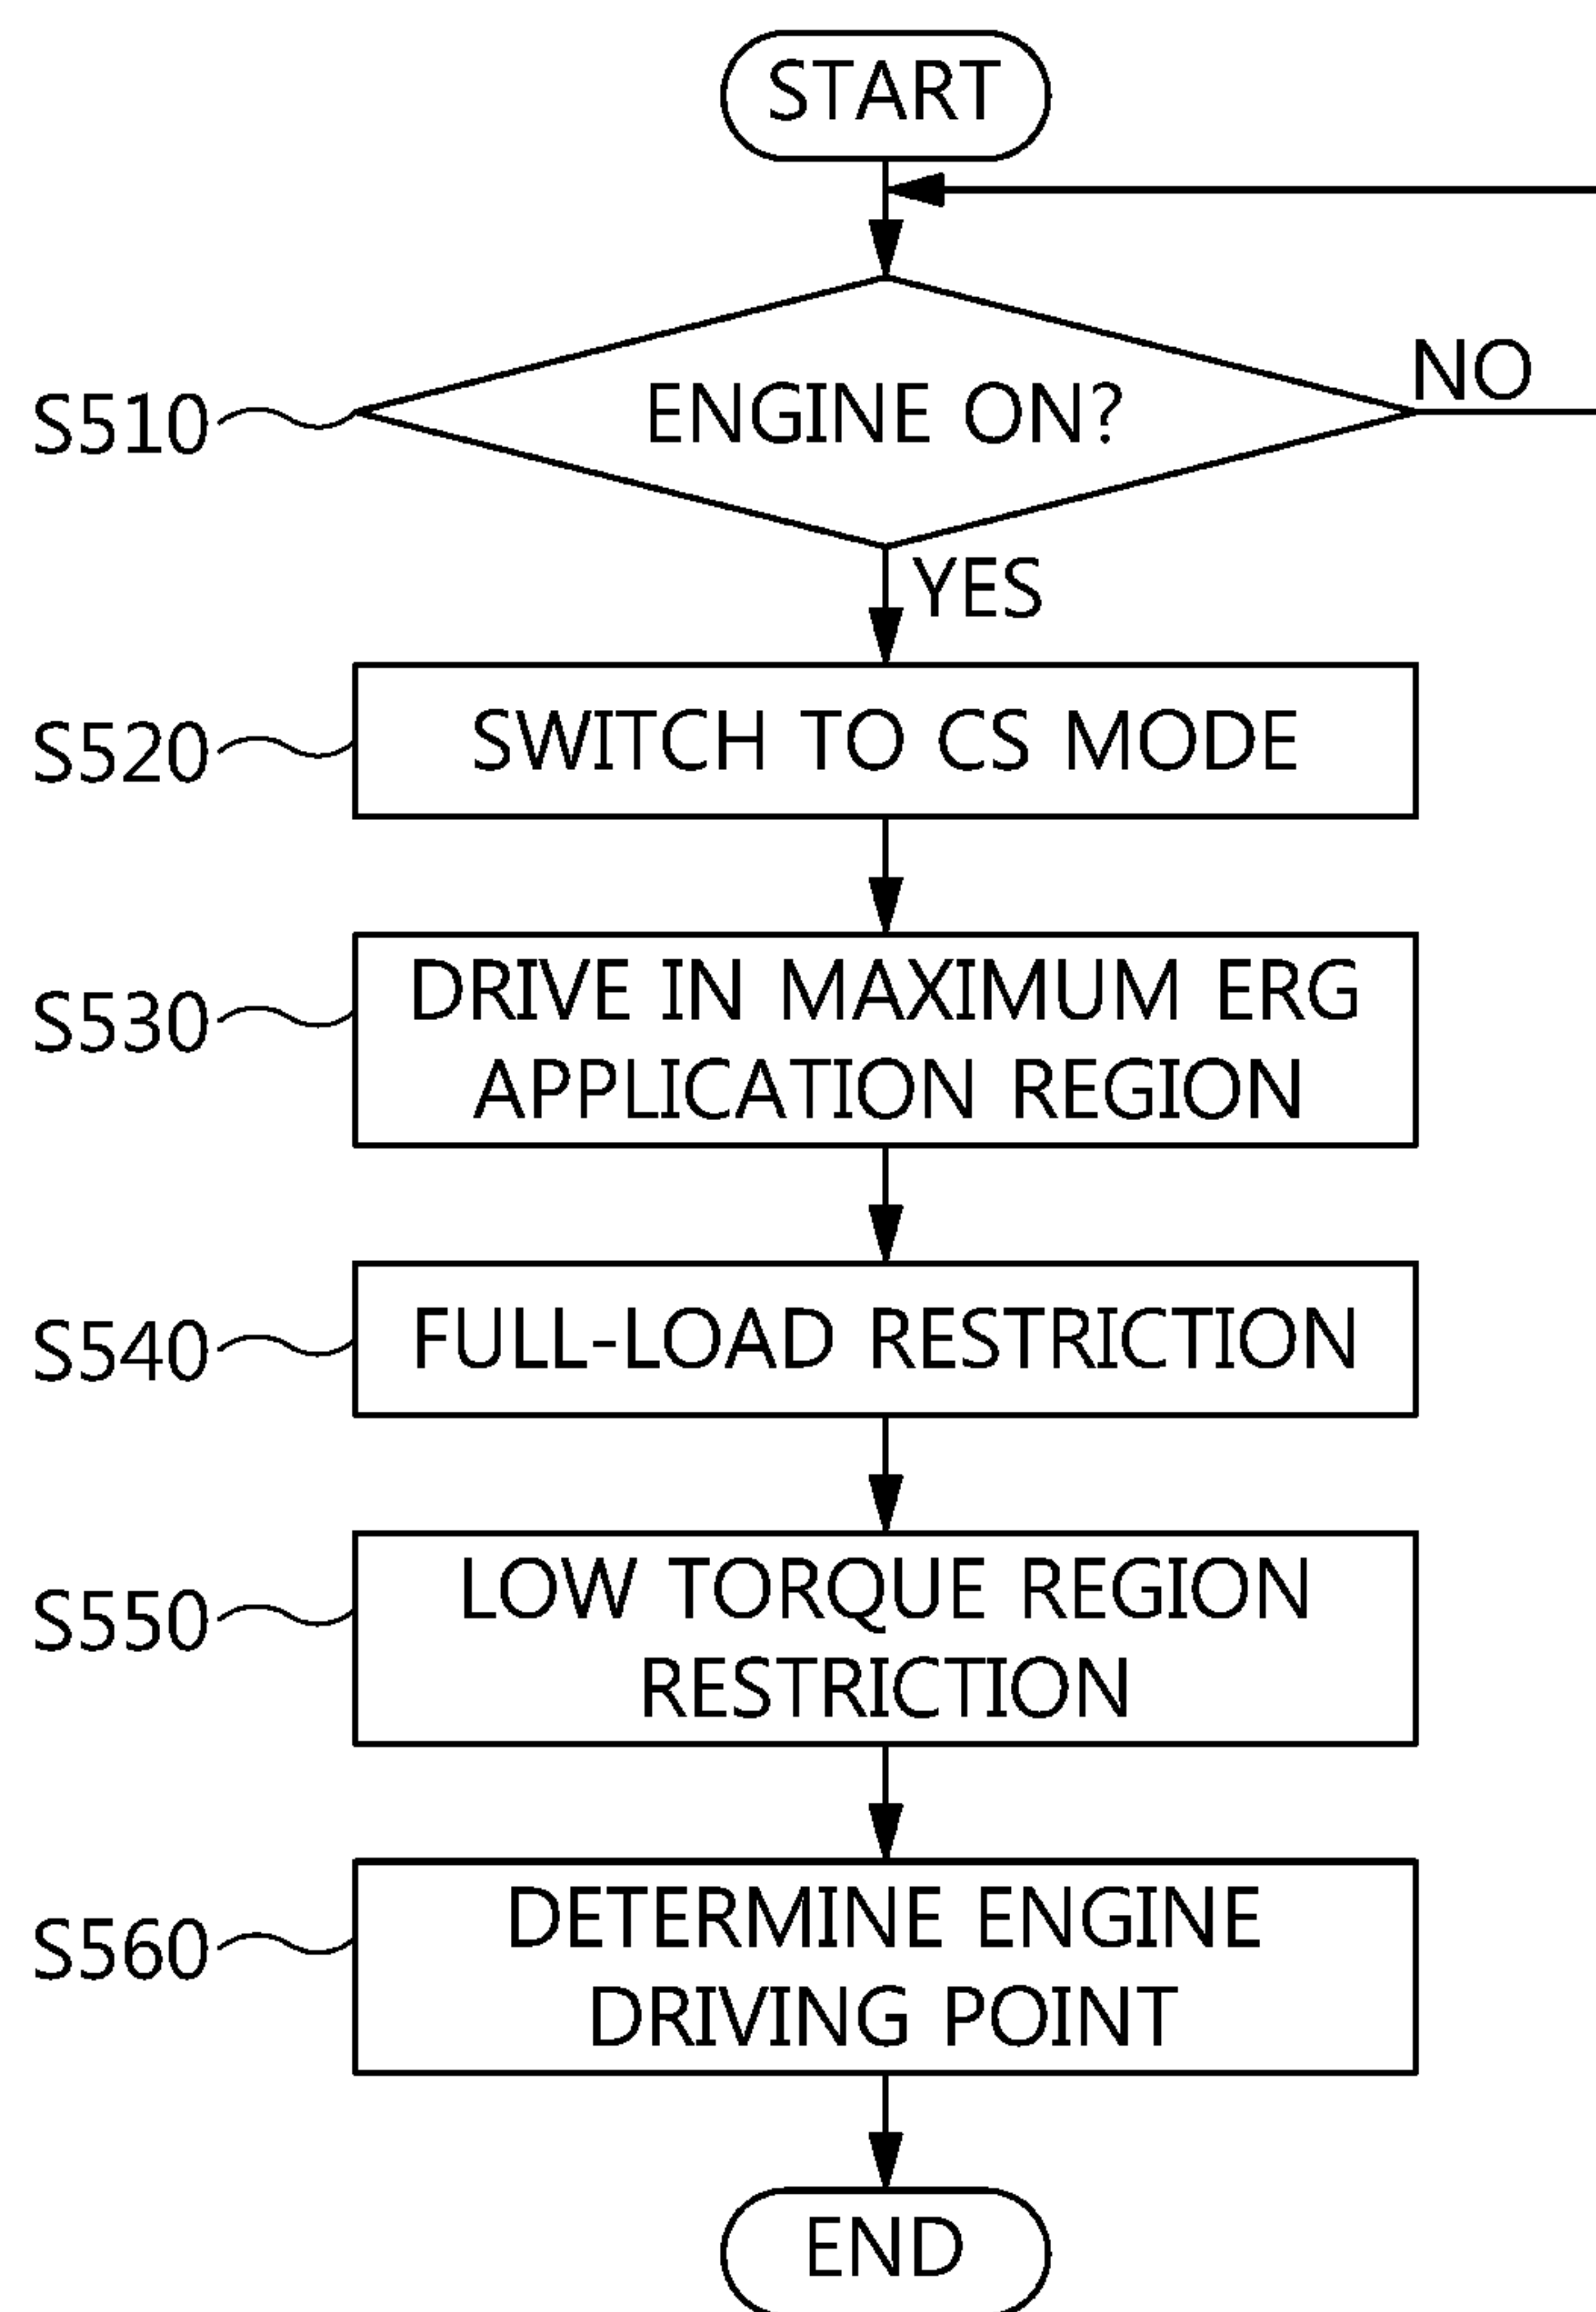 START
S510
ENGINE ON?
NO
YES
S520
SWITCH TO CS MODE
S530
DRIVE IN MAXIMUM ERG
APPLICATION REGION
S540
FULL-LOAD RESTRICTION
S550
LOW TORQUE REGION
RESTRICTION
S560
DETERMINE ENGINE
DRIVING POINT
END